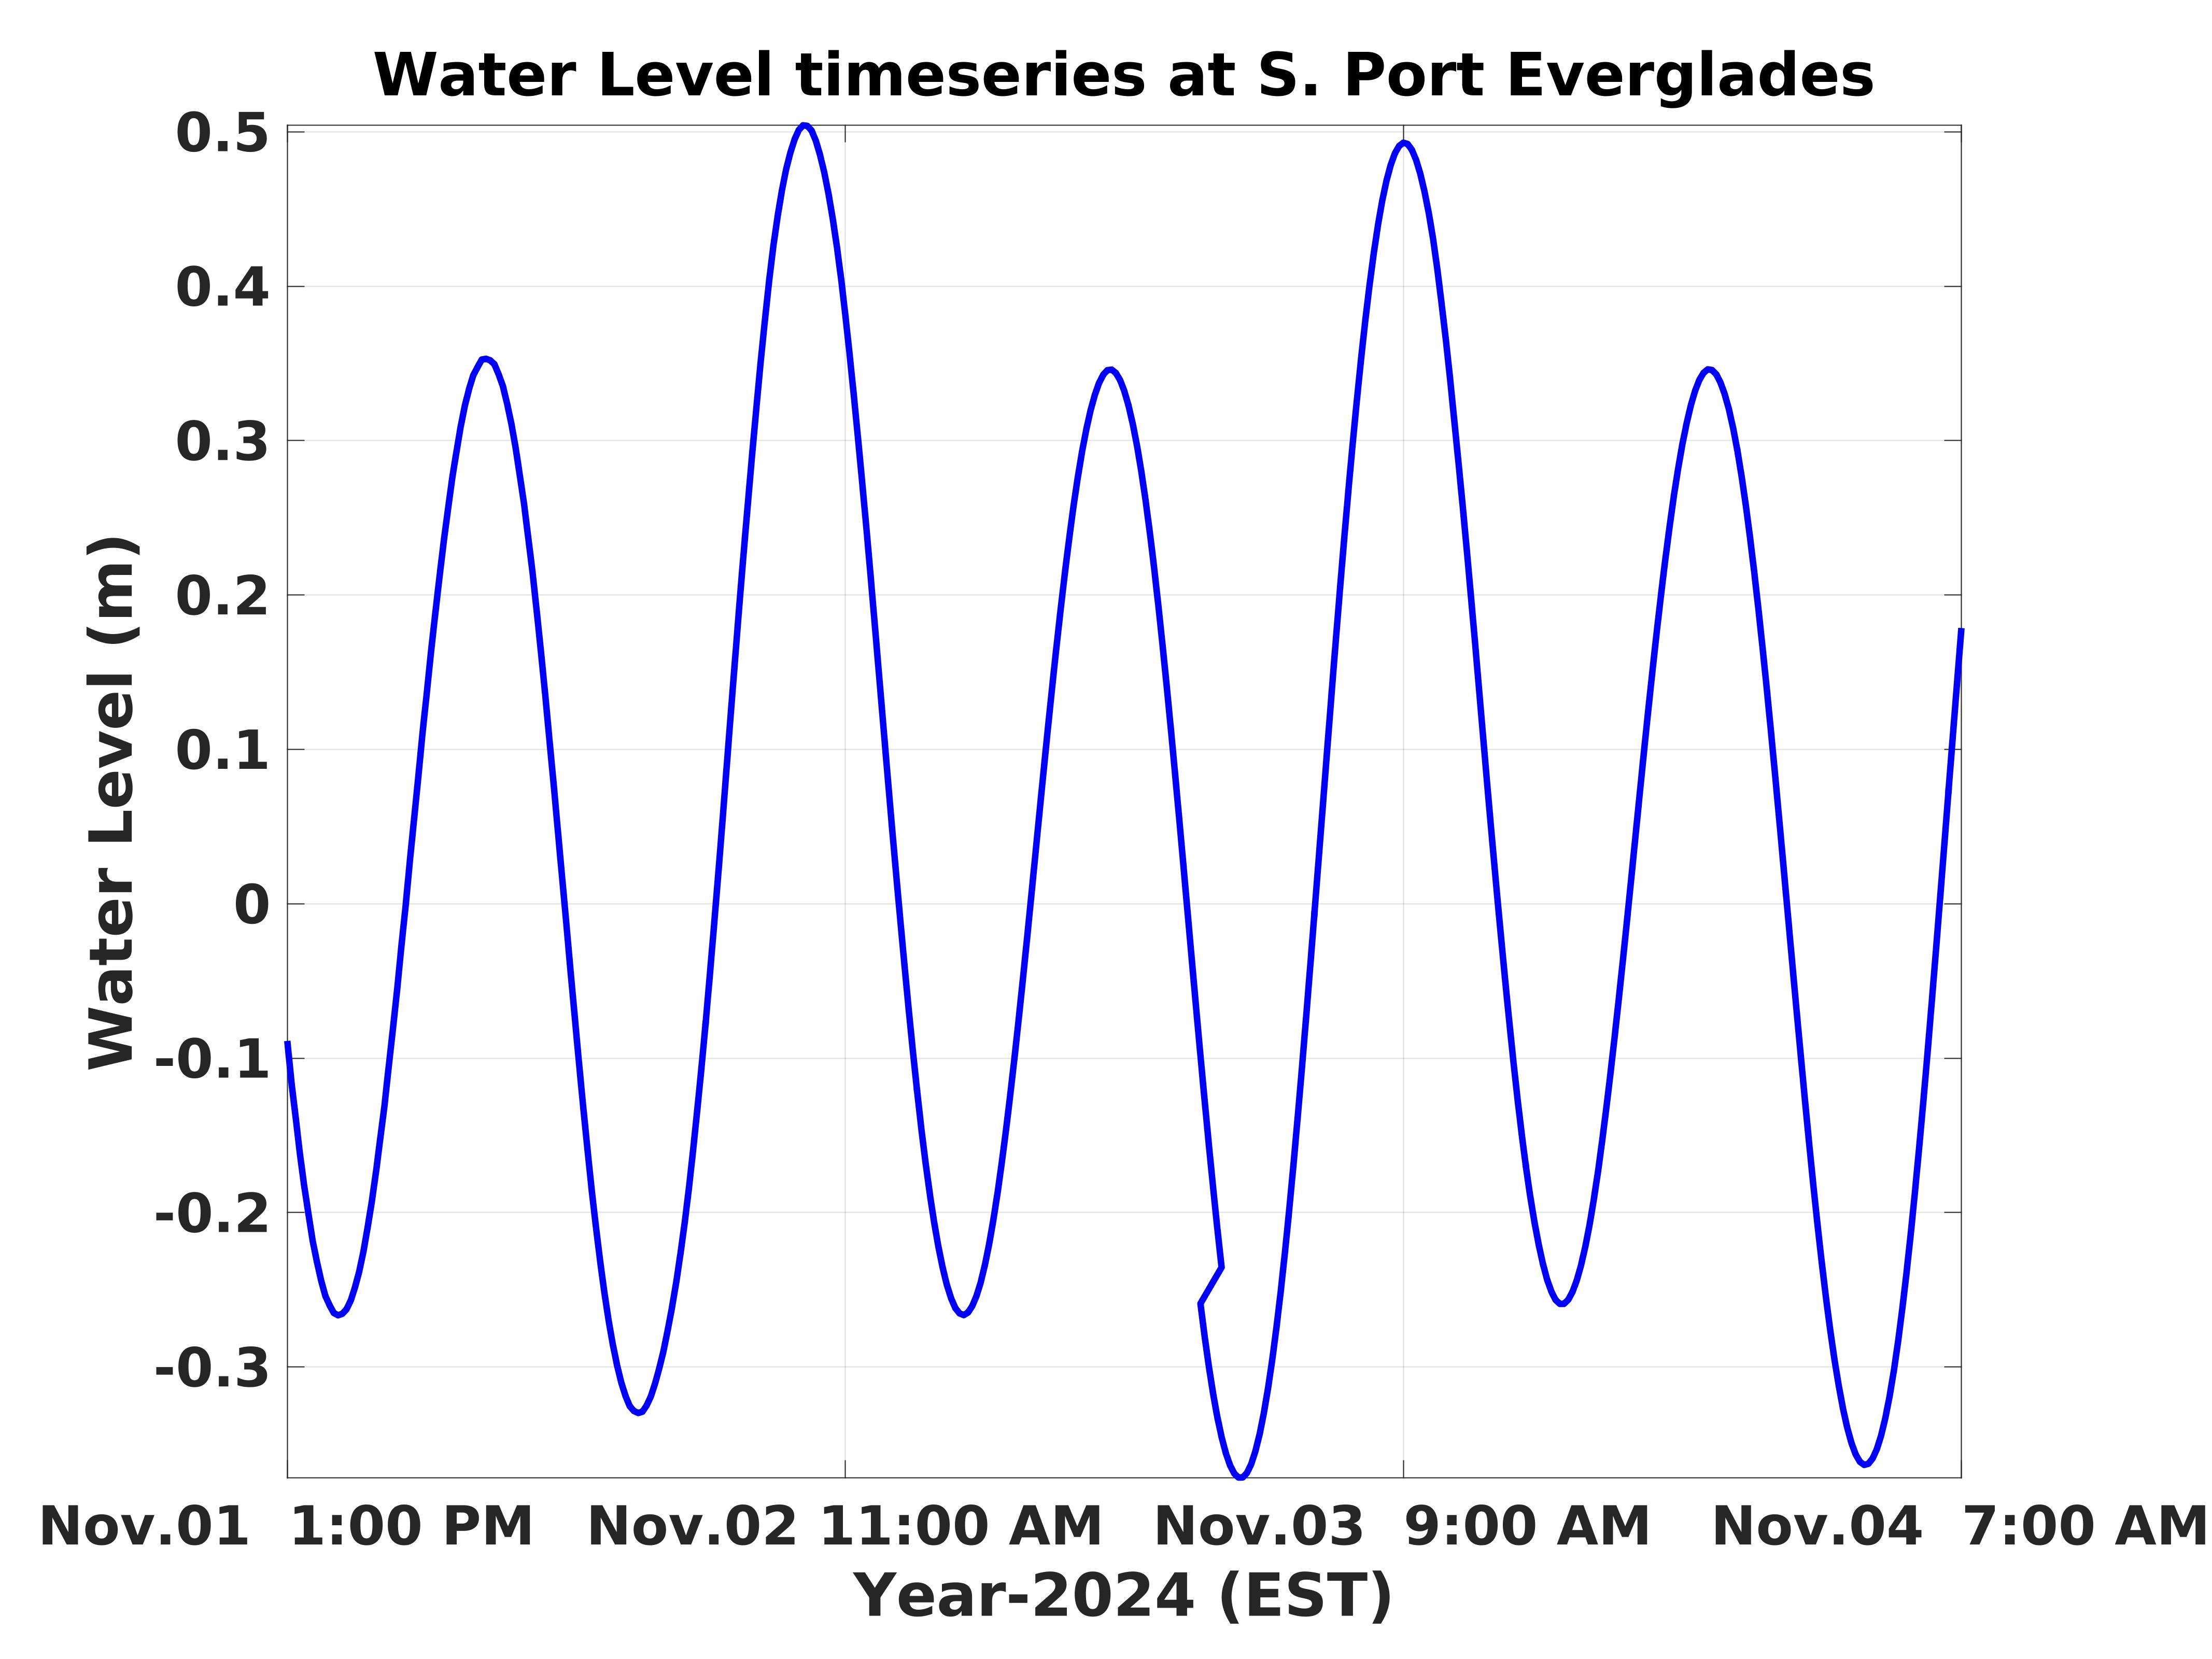 Water Level timeseries at S. Port Everglades
0.5
0.4
0.3
0.2
0.1
0
-0.1
-0.2
-0.3
Water Level (m)
Nov.01 1:00 PM Nov.02 11:00 AM Nov.03 9:00 AM Nov.04 7:00 AM
Year-2024 (EST)